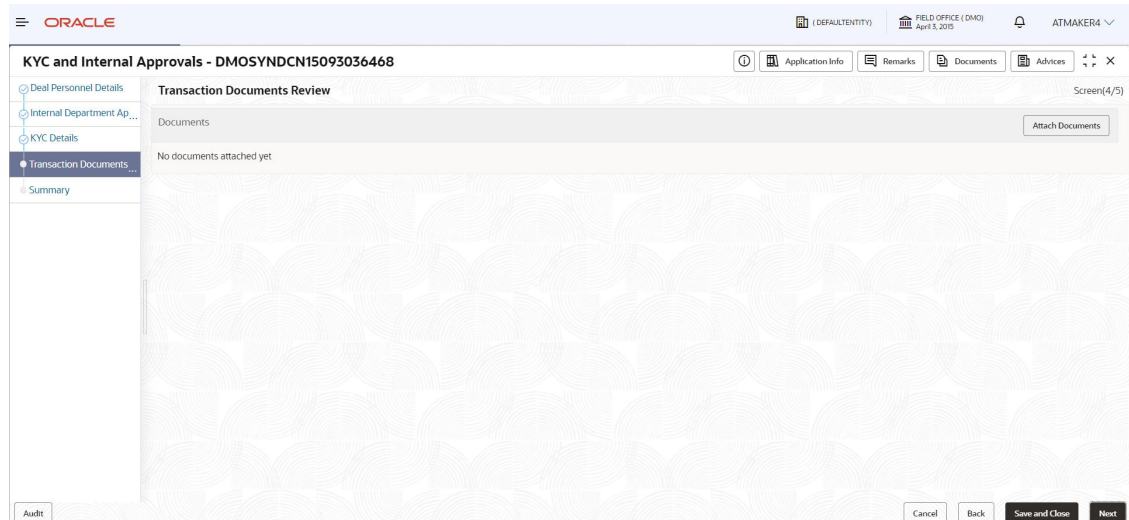 ORACLE
( DEFAULTENTITY)
FIELD OFFICE ( DMO)
April 3, 2015
ATMAKER4
KYC and Internal Approvals - DMOSYNDCN15093036468
Application Info
Remarks
Documents
Advices
Deal Personnel Details
Internal Department Ap...
KYC Details
Transaction Documents ...
Summary
Transaction Documents Review
Screen(4/5)
Documents
Attach Documents
No documents attached yet
Audit
Cancel
Back
Save and Close
Next